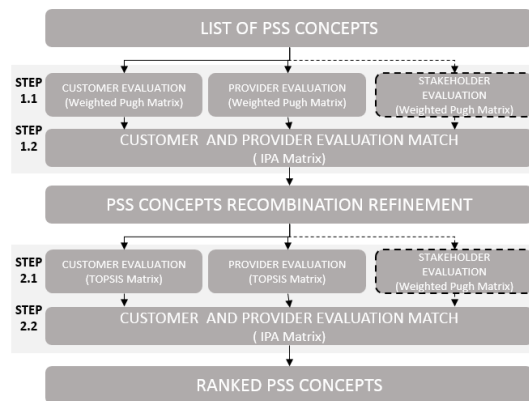 LIST OF PSS CONCEPTS
STEP
1.1
CUSTOMER EVALUATION
(Weighted Pugh Matrix)
PROVIDER EVALUATION
(Weighted Pugh Matrix)
STAKEHOLDER
EVALUATION
(Weighted Pugh Matrix)
STEP
1.2
CUSTOMER AND PROVIDER EVALUATION MATCH
( IPA Matrix)
PSS CONCEPTS RECOMBINATION REFINEMENT
STEP
2.1
CUSTOMER EVALUATION
(TOPSIS Matrix)
PROVIDER EVALUATION
(TOPSIS Matrix)
STAKEHOLDER
EVALUATION
(Weighted Pugh Matrix)
STEP
2.2
CUSTOMER AND PROVIDER EVALUATION MATCH
( IPA Matrix)
RANKED PSS CONCEPTS